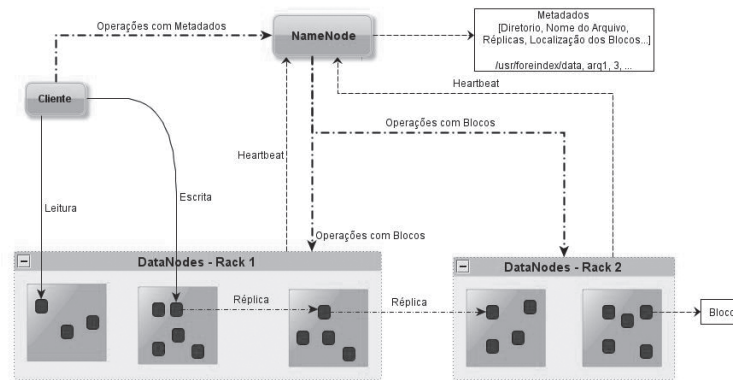 Operações com Metadados
NameNode
Metadados
[Diretorio, Nome do Arquivo,
Réplicas, Localização dos Blocos...]
/usr/foreindex/data, arq1, 3, ...
Heartbeat
Cliente
Operações com Blocos
Heartbeat
Leitura
Escrita
Operações com Blocos
DataNodes - Rack 1
DataNodes - Rack 2
Réplica
Réplica
Bloco